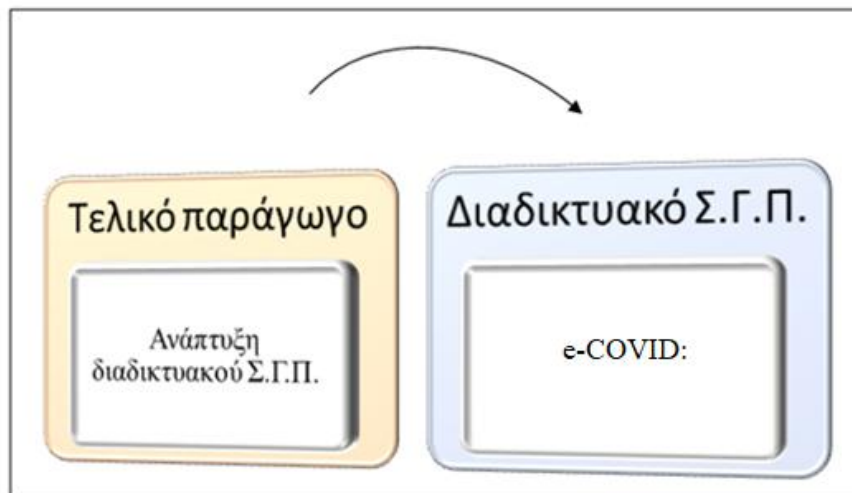 Τελικό παράγωγο
Ανάπτυξη
διαδικτυακού Σ.Γ.Π.
Διαδικτυακό Σ.Γ.Π.
e-COVID: